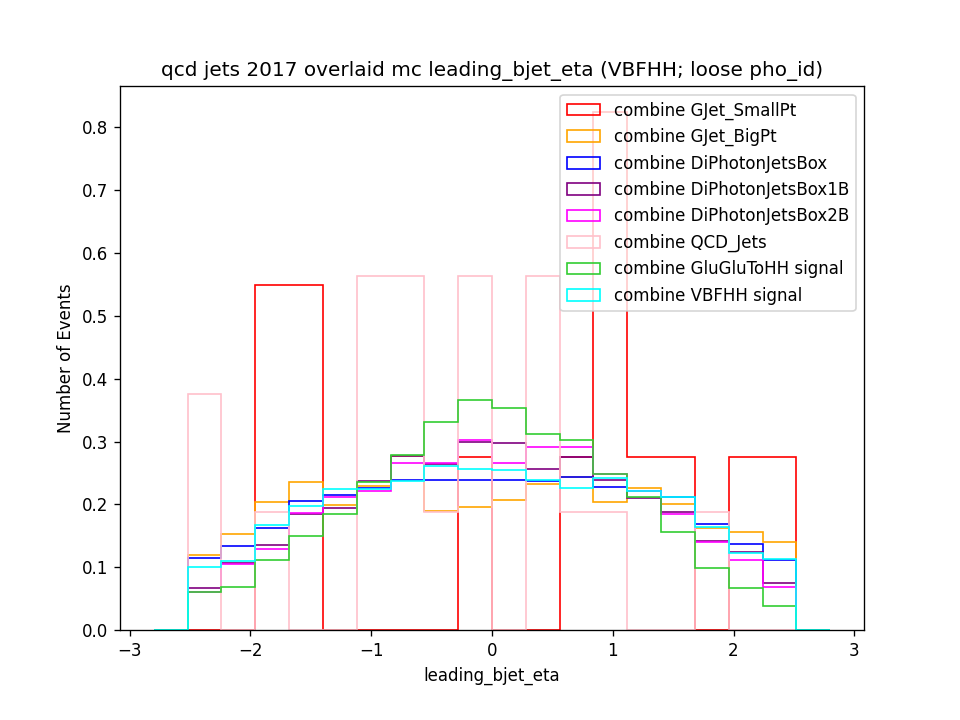 qcd jets 2017 overlaid mc leading_bjet_eta (VBFHH; loose pho_id)
combine GJet_SmallPt
combine GJet_BigPt
combine DiPhotonJetsBox
combine DiPhotonJetsBox1B
combine DiPhotonJetsBox2B
combine QCD_Jets
combine GluGluToHH signal
combine VBFHH signal
Number of Events
0.8
0.7
0.6
0.5
0.4
0.3
0.2
0.1
0.0
−3
−2
−1
0
1
2
3
leading_bjet_eta